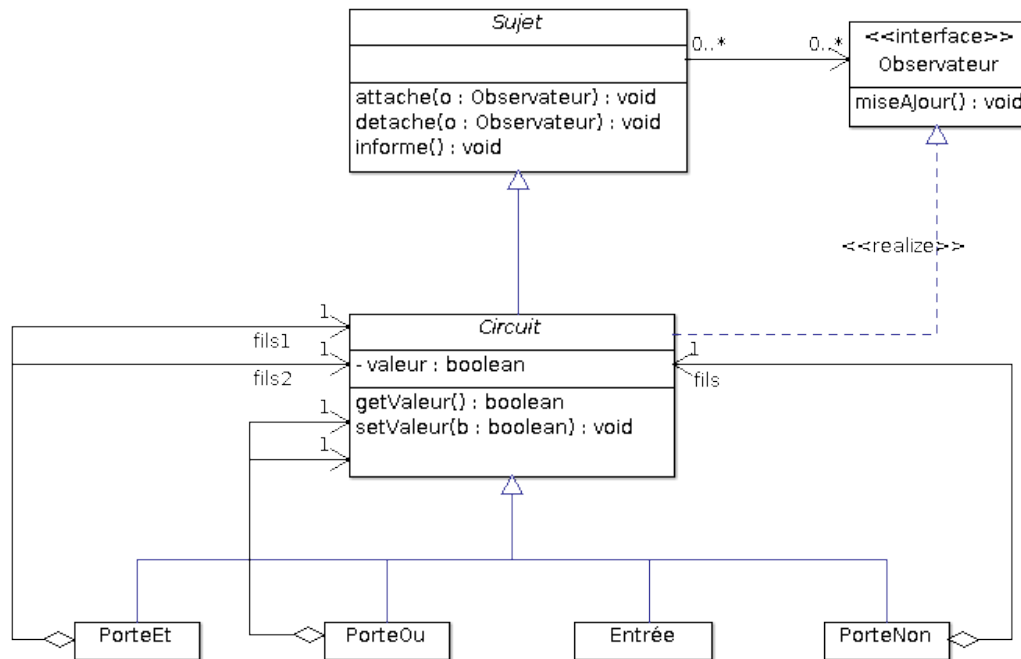 Sujet
attache(o : Observateur) : void
detache(o : Observateur) : void
informe() : void
0..*
0..*
<<interface>>
Observateur
miseAJour() : void
<<realize>>
Circuit
- valeur : boolean
getValeur() : boolean
setValeur(b : boolean) : void
1
fils1
1
fils2
1
1
1
fils
PorteEt
PorteOu
Entrée
PorteNon